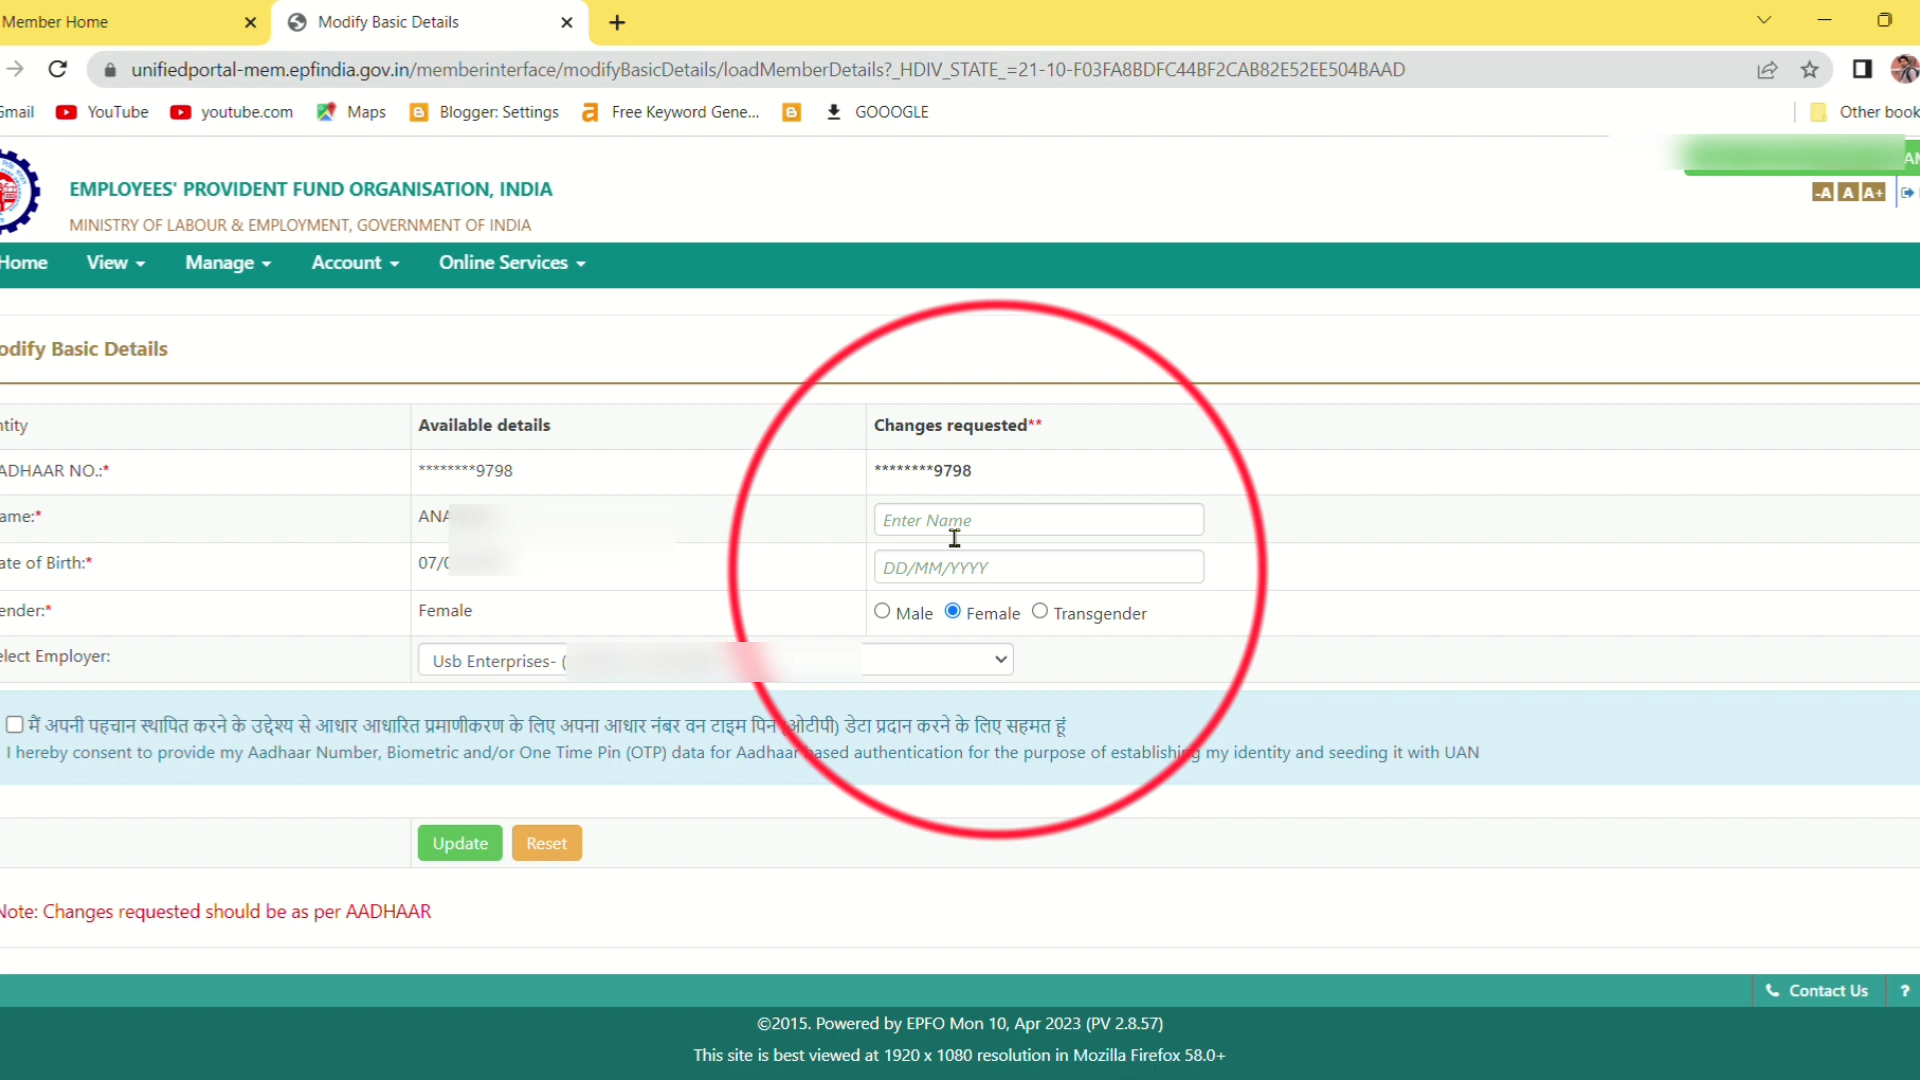 Member Home
Modify Basic Details
unifiedportal-mem.epfindia.gov.in/memberinterface/modifyBasicDetails/loadMemberDetails?_HDIV_STATE_=21-10-F03FA8BDFC44BF2CAB82E52EE504BAAD
Gmail YouTube youtube.com Maps Blogger: Settings Free Keyword Gene... GOOOGLE Other book
EMPLOYEES' PROVIDENT FUND ORGANISATION, INDIA
MINISTRY OF LABOUR & EMPLOYMENT, GOVERNMENT OF INDIA
-A A A+
Home View Manage Account Online Services
odify Basic Details
ntity Available details Changes requested**
ADHAAR NO.:* ********9798 ********9798
ame:* ANA Enter Name
ate of Birth:* 07/0 DD/MM/YYYY
ender:* Female Male Female Transgender
elect Employer: Usb Enterprises- (
मैं अपनी पहचान स्थापित करने के उद्देश्य से आधार आधारित प्रमाणीकरण के लिए अपना आधार नंबर वन टाइम पिन (ओटीपी) डेटा प्रदान करने के लिए सहमत हूं
I hereby consent to provide my Aadhaar Number, Biometric and/or One Time Pin (OTP) data for Aadhaar based authentication for the purpose of establishing my identity and seeding it with UAN
Update Reset
Note: Changes requested should be as per AADHAAR
Contact Us ?
©2015. Powered by EPFO Mon 10, Apr 2023 (PV 2.8.57)
This site is best viewed at 1920 x 1080 resolution in Mozilla Firefox 58.0+